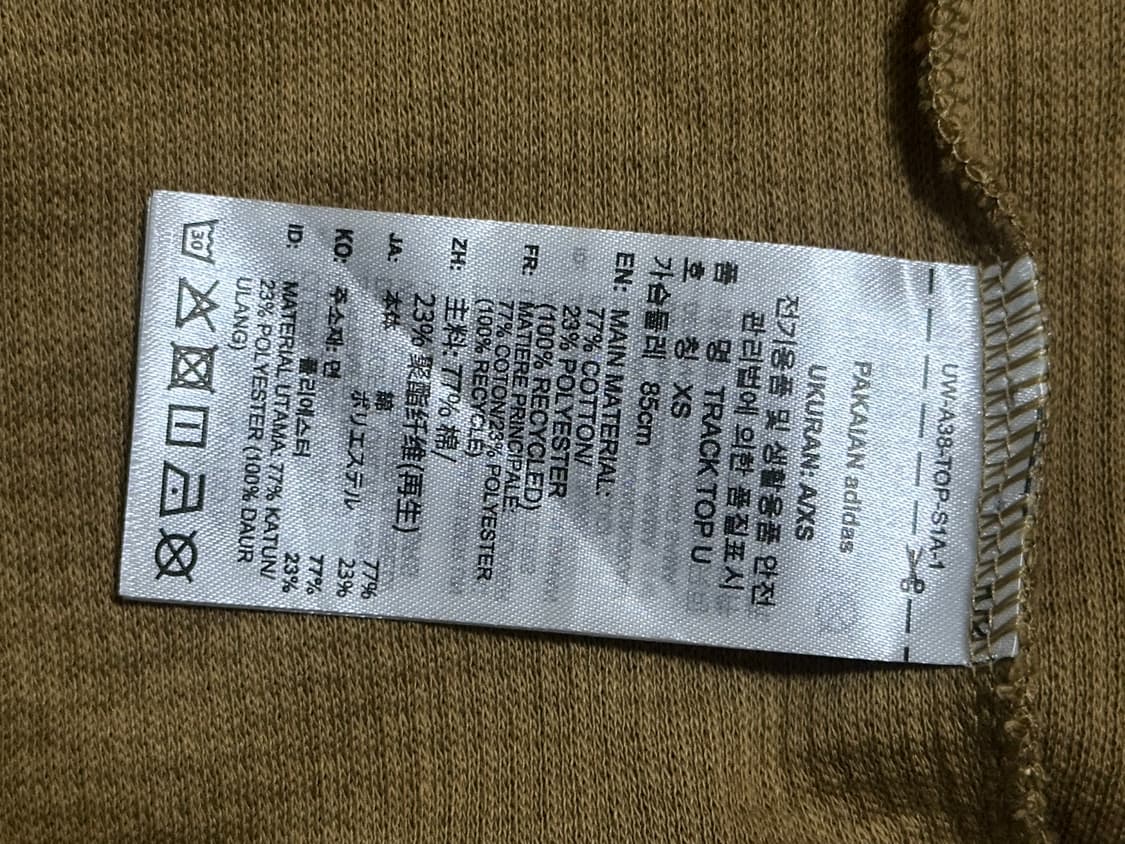 UW-A38-TOP-S1A-1
PAKAIAN adidas
UKURAN: A/XS
전기용품 및 생활용품 안전
관리법에 의한 품질표시
품 명 TRACK TOP U
호 칭 XS
가슴둘레 85cm
EN: MAIN MATERIAL:
77% COTTON/
23% POLYESTER
(100% RECYCLED)
FR: MATIERE PRINCIPALE
77% COTON/23% POLYESTER
(100% RECYCLE)
ZH: 主料: 77% 棉/
23% 聚酯纤维(再生)
JA: 本体 綿 77%
ポリエステル 23%
KO: 주소재: 면 77%
폴리에스터 23%
ID: MATERIAL UTAMA, 77% KATUN/
23% POLYESTER (100% DAUR
ULANG)
30